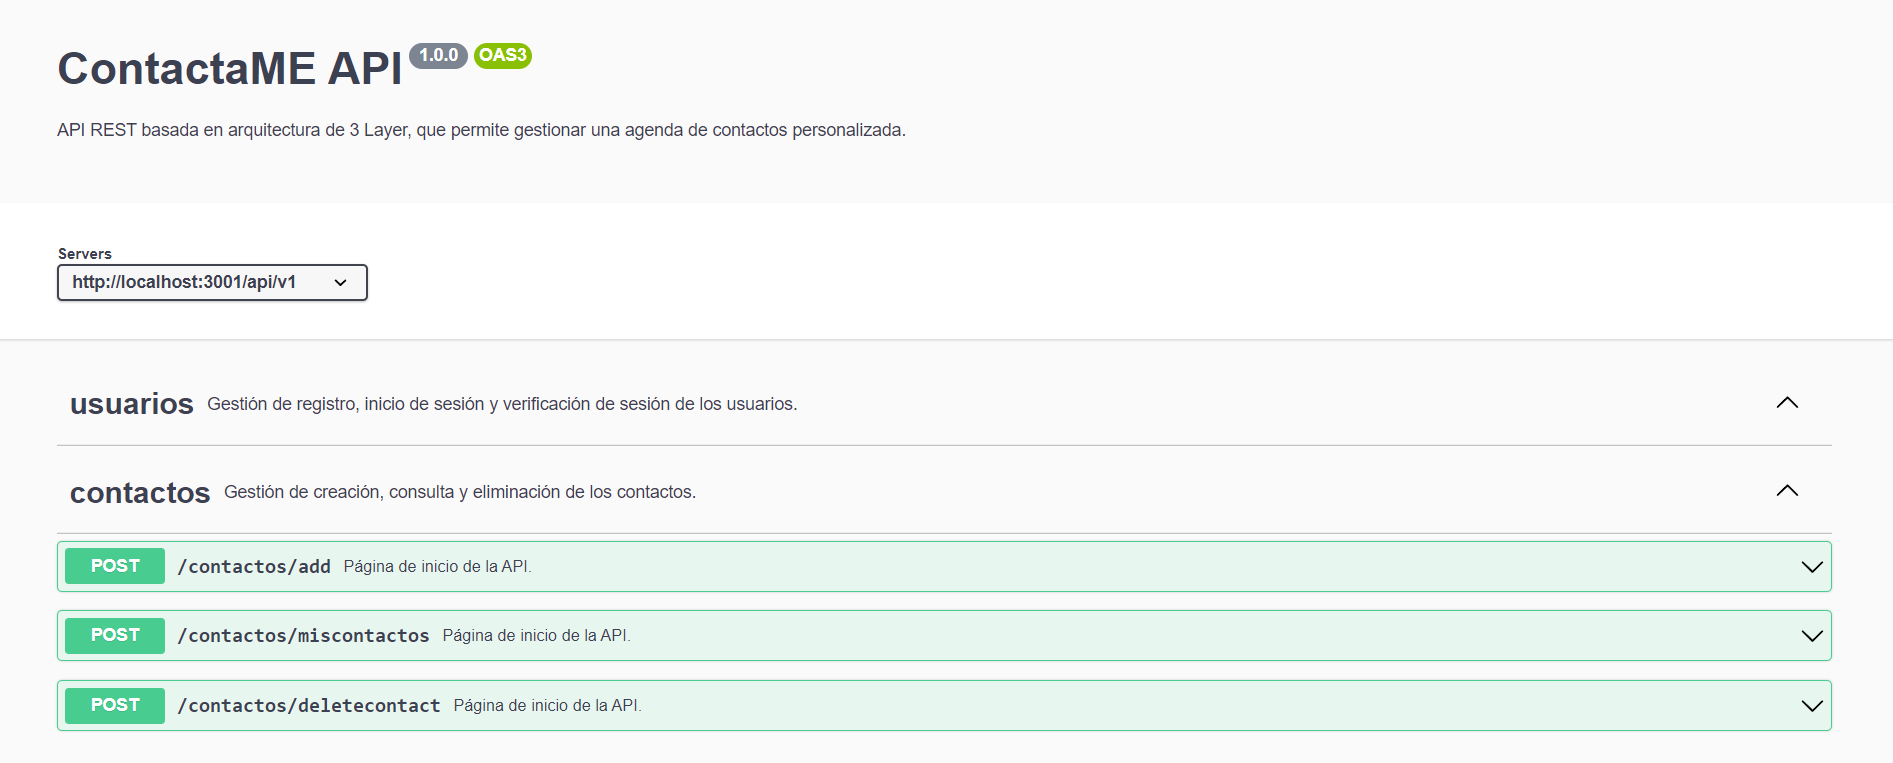 ContactaME API 1.0.0 OAS3
API REST basada en arquitectura de 3 Layer, que permite gestionar una agenda de contactos personalizada.
Servers
http://localhost:3001/api/v1
usuarios Gestión de registro, inicio de sesión y verificación de sesión de los usuarios.
contactos Gestión de creación, consulta y eliminación de los contactos.
POST /contactos/add Página de inicio de la API.
POST /contactos/miscontactos Página de inicio de la API.
POST /contactos/deletecontact Página de inicio de la API.